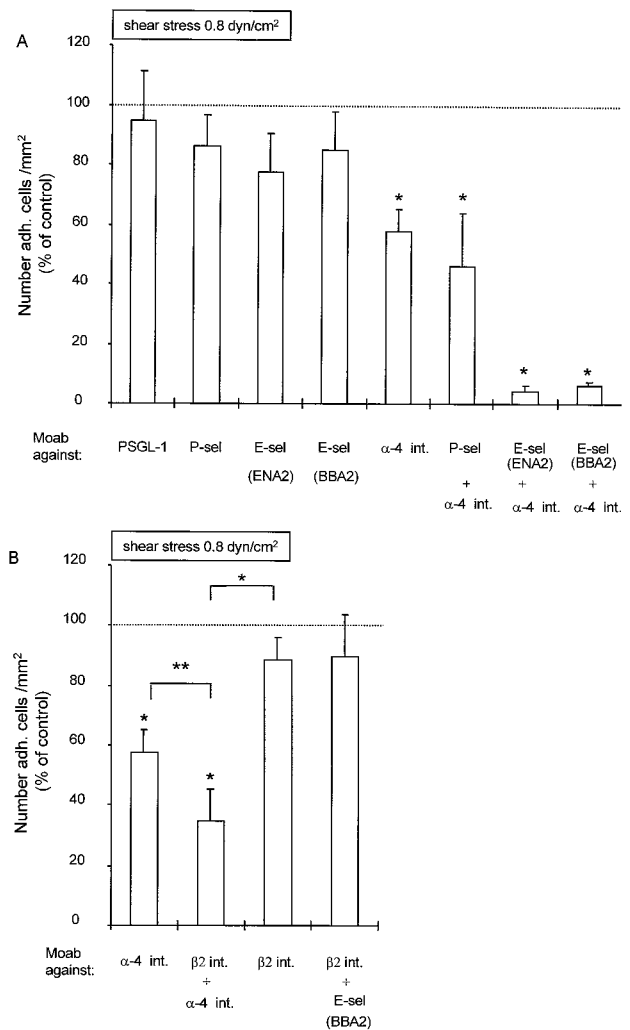 A
shear stress 0.8 dyn/cm²
120
100
80
60
40
20
0
Number adh. cells /mm²
(% of control)
*
*
*
*
Moab
against:
PSGL-1 P-sel E-sel E-sel α-4 int. P-sel E-sel E-sel
(ENA2) (BBA2) (ENA2) (BBA2)
+ + +
α-4 int. α-4 int. α-4 int.
B
shear stress 0.8 dyn/cm²
120
100
80
60
40
20
0
Number adh. cells /mm²
(% of control)
*
**
*
*
Moab
against:
α-4 int. β2 int. β2 int. β2 int.
÷ ÷
α-4 int. E-sel
(BBA2)